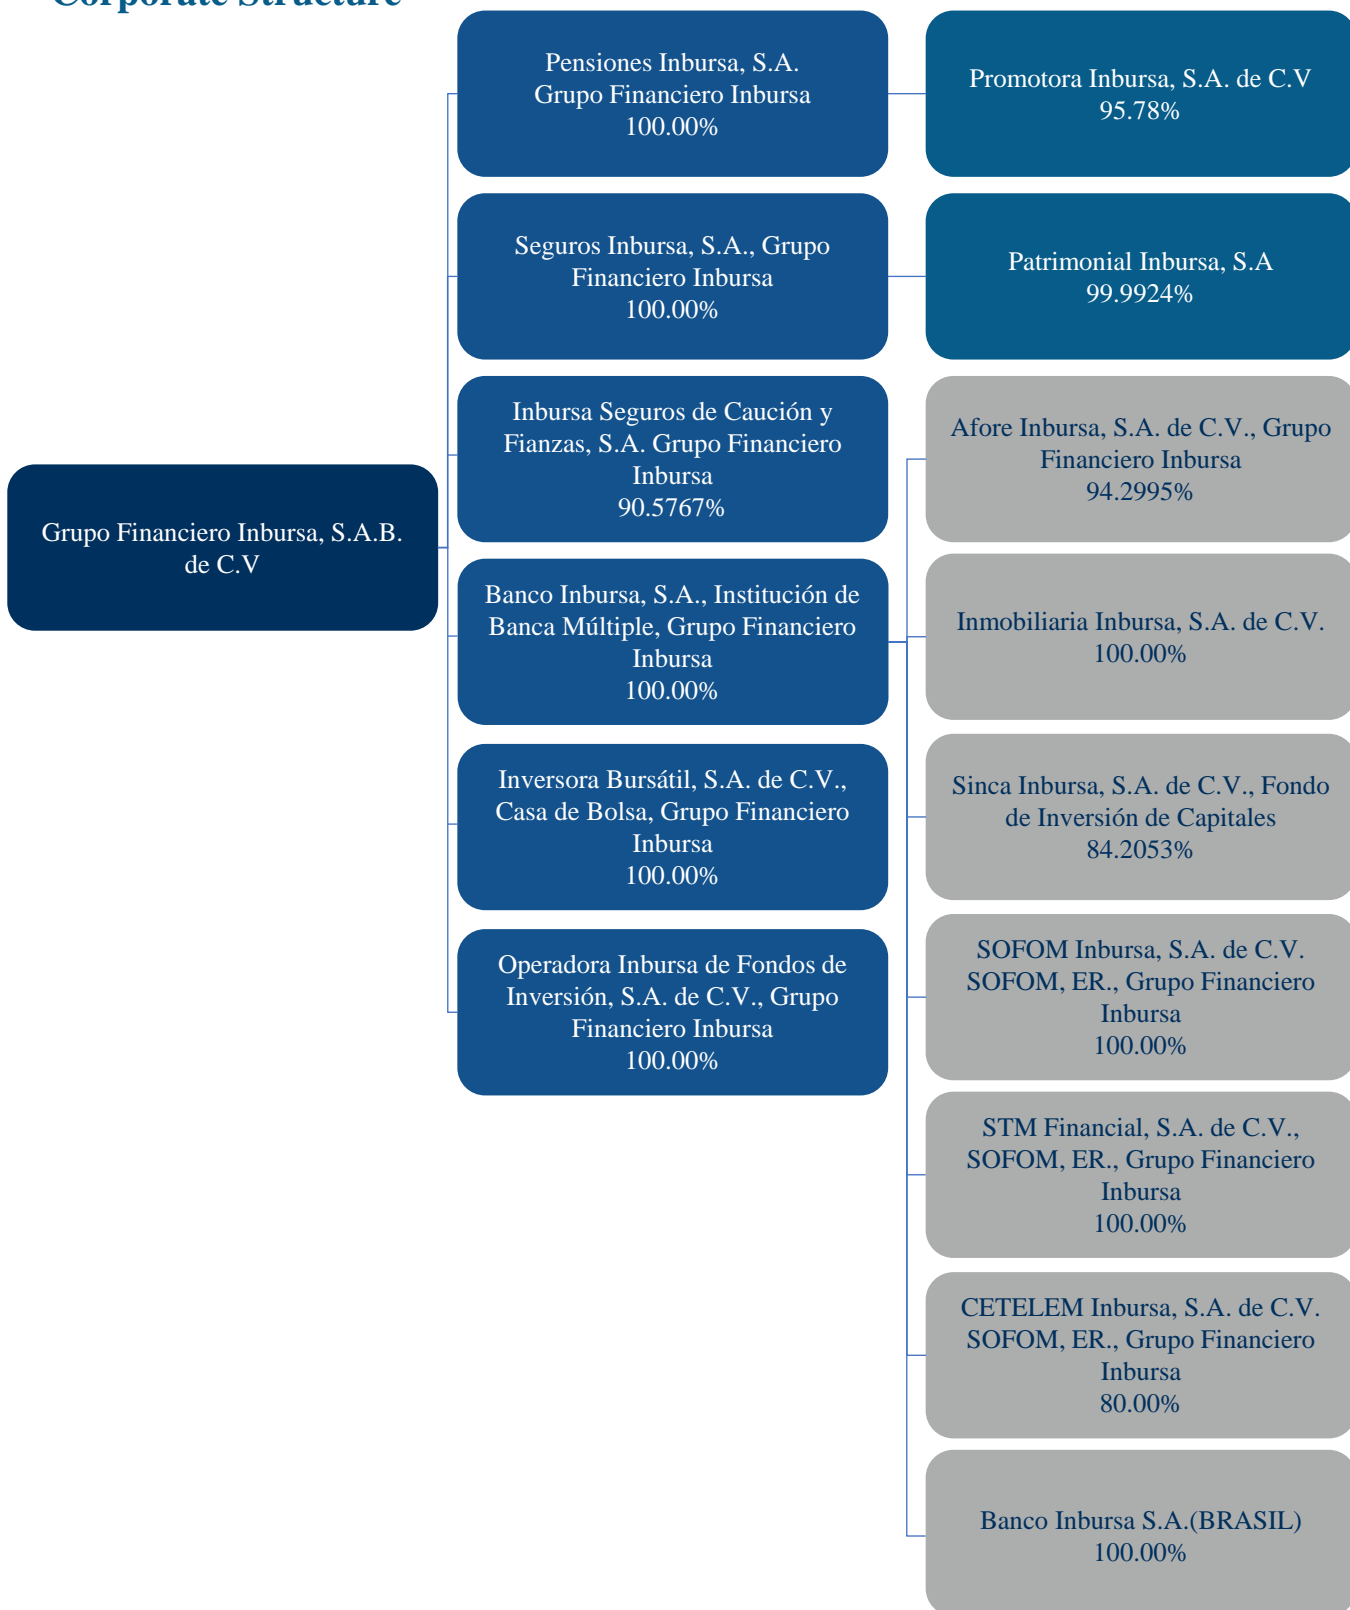 Corporate Structure
Pensiones Inbursa, S.A.
Grupo Financiero Inbursa
100.00%
Promotora Inbursa, S.A. de C.V
95.78%
Seguros Inbursa, S.A., Grupo
Financiero Inbursa
100.00%
Patrimonial Inbursa, S.A
99.9924%
Inbursa Seguros de Caución y
Fianzas, S.A. Grupo Financiero
Inbursa
90.5767%
Afore Inbursa, S.A. de C.V., Grupo
Financiero Inbursa
94.2995%
Grupo Financiero Inbursa, S.A.B.
de C.V
Banco Inbursa, S.A., Institución de
Banca Múltiple, Grupo Financiero
Inbursa
100.00%
Inmobiliaria Inbursa, S.A. de C.V.
100.00%
Inversora Bursátil, S.A. de C.V.,
Casa de Bolsa, Grupo Financiero
Inbursa
100.00%
Sinca Inbursa, S.A. de C.V., Fondo
de Inversión de Capitales
84.2053%
Operadora Inbursa de Fondos de
Inversión, S.A. de C.V., Grupo
Financiero Inbursa
100.00%
SOFOM Inbursa, S.A. de C.V.
SOFOM, ER., Grupo Financiero
Inbursa
100.00%
STM Financial, S.A. de C.V.,
SOFOM, ER., Grupo Financiero
Inbursa
100.00%
CETELEM Inbursa, S.A. de C.V.
SOFOM, ER., Grupo Financiero
Inbursa
80.00%
Banco Inbursa S.A.(BRASIL)
100.00%